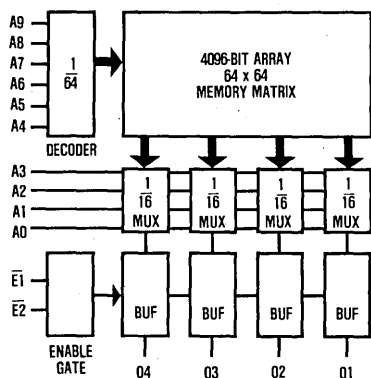 A9
A8
A7
A6
A5
A4
1
64
DECODER
4096-BIT ARRAY
64 x 64
MEMORY MATRIX
A3
A2
A1
A0
1
16
MUX
1
16
MUX
1
16
MUX
1
16
MUX
E1
E2
ENABLE
GATE
BUF
BUF
BUF
BUF
04
03
02
01